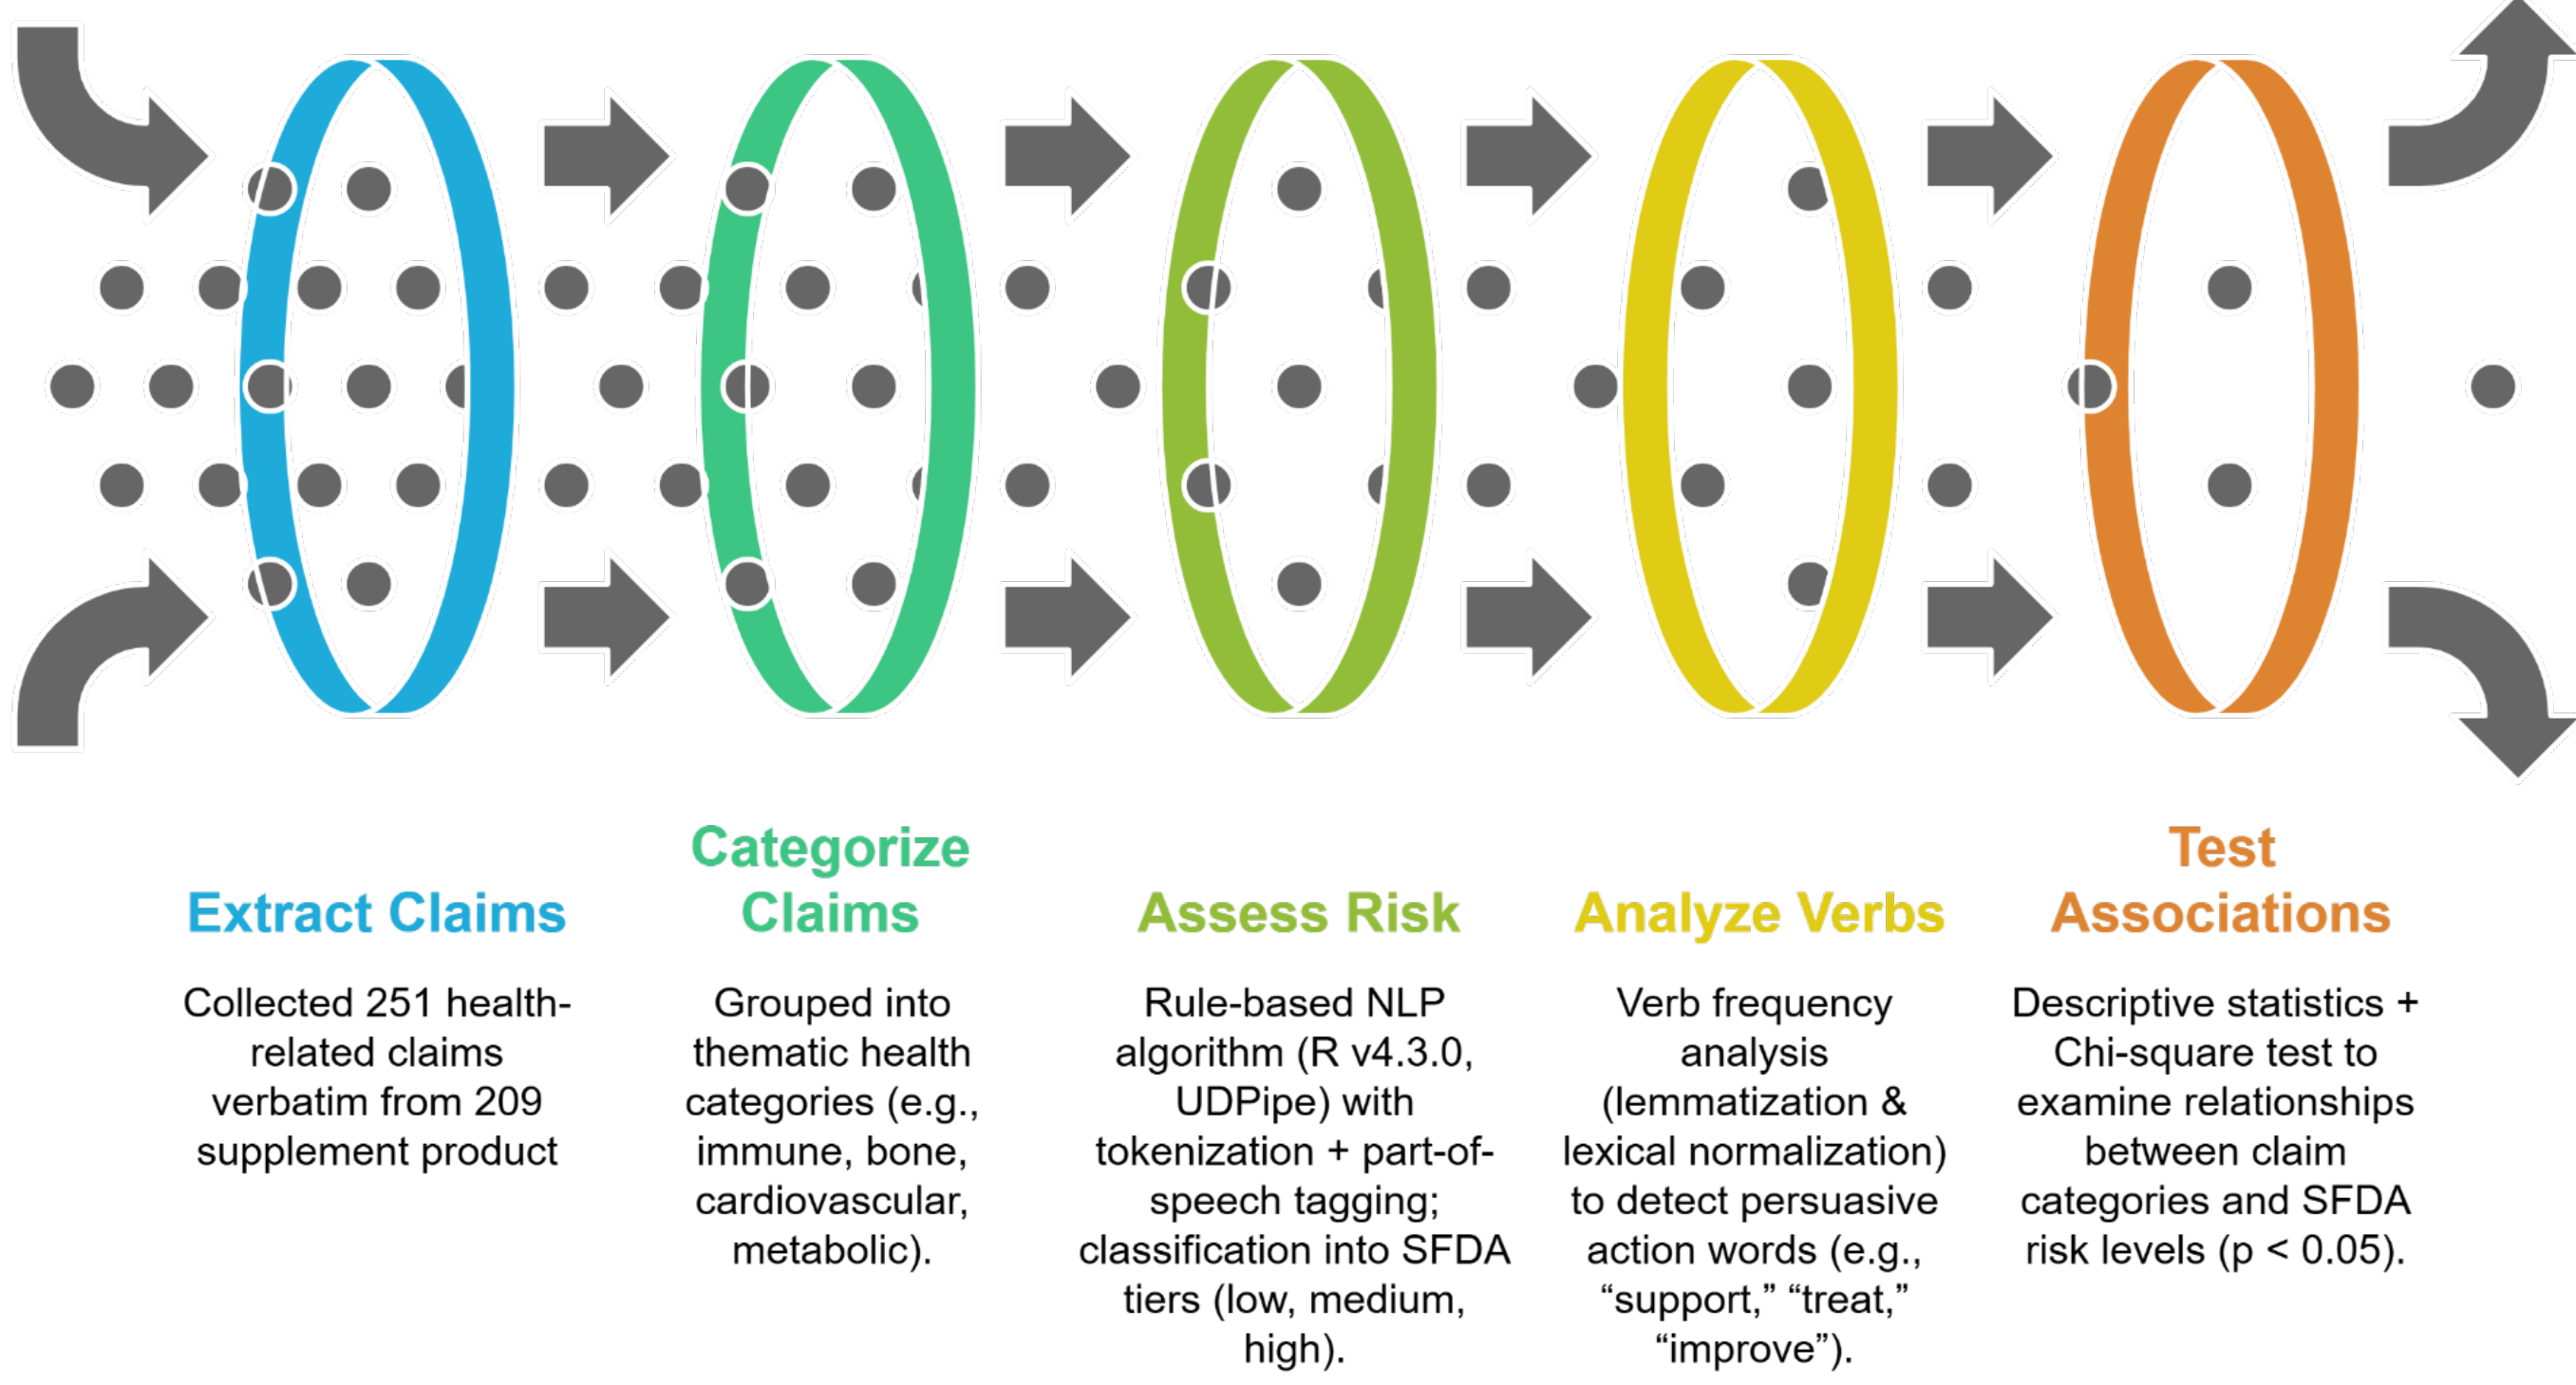 Extract Claims
Collected 251 health-
related claims
verbatim from 209
supplement product
Categorize
Claims
Grouped into
thematic health
categories (e.g.,
immune, bone,
cardiovascular,
metabolic).
Assess Risk
Rule-based NLP
algorithm (R v4.3.0,
UDPipe) with
tokenization + part-of-
speech tagging;
classification into SFDA
tiers (low, medium,
high).
Analyze Verbs
Verb frequency
analysis
(lemmatization &
lexical normalization)
to detect persuasive
action words (e.g.,
“support,” “treat,”
“improve”).
Test
Associations
Descriptive statistics +
Chi-square test to
examine relationships
between claim
categories and SFDA
risk levels (p < 0.05).